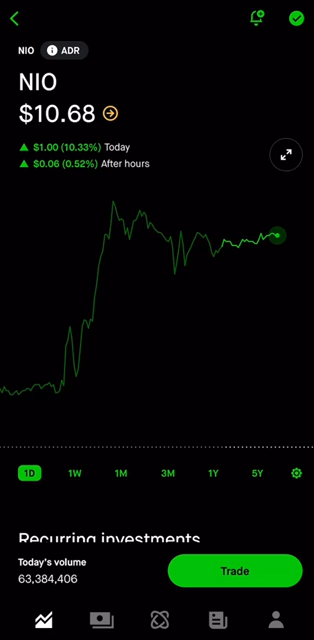 NIO ADR
NIO
$10.68
$1.00 (10.33%) Today
$0.06 (0.52%) After hours
1D 1W 1M 3M 1Y 5Y
Recurring investments
Today's volume
63,384,406
Trade